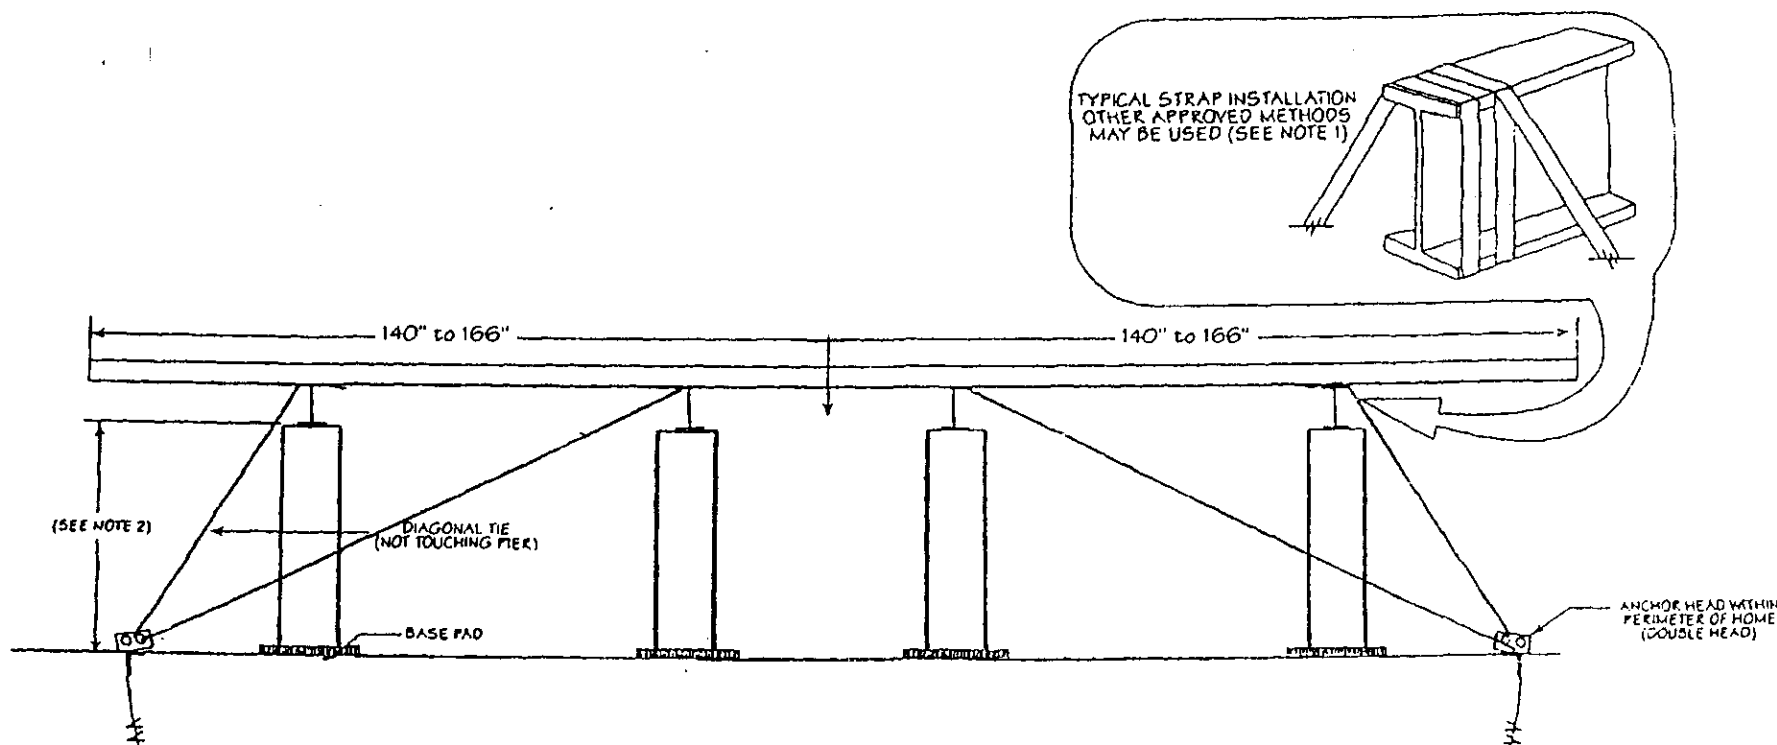 TYPICAL STRAP INSTALLATION
OTHER APPROVED METHODS
MAY BE USED (SEE NOTE 1)
140" to 166"
140" to 166"
(SEE NOTE 2)
DIAGONAL TIE
(NOT TOUCHING PIER)
BASE PAD
ANCHOR HEAD WITHIN
PERIMETER OF HOME
(DOUBLE HEAD)